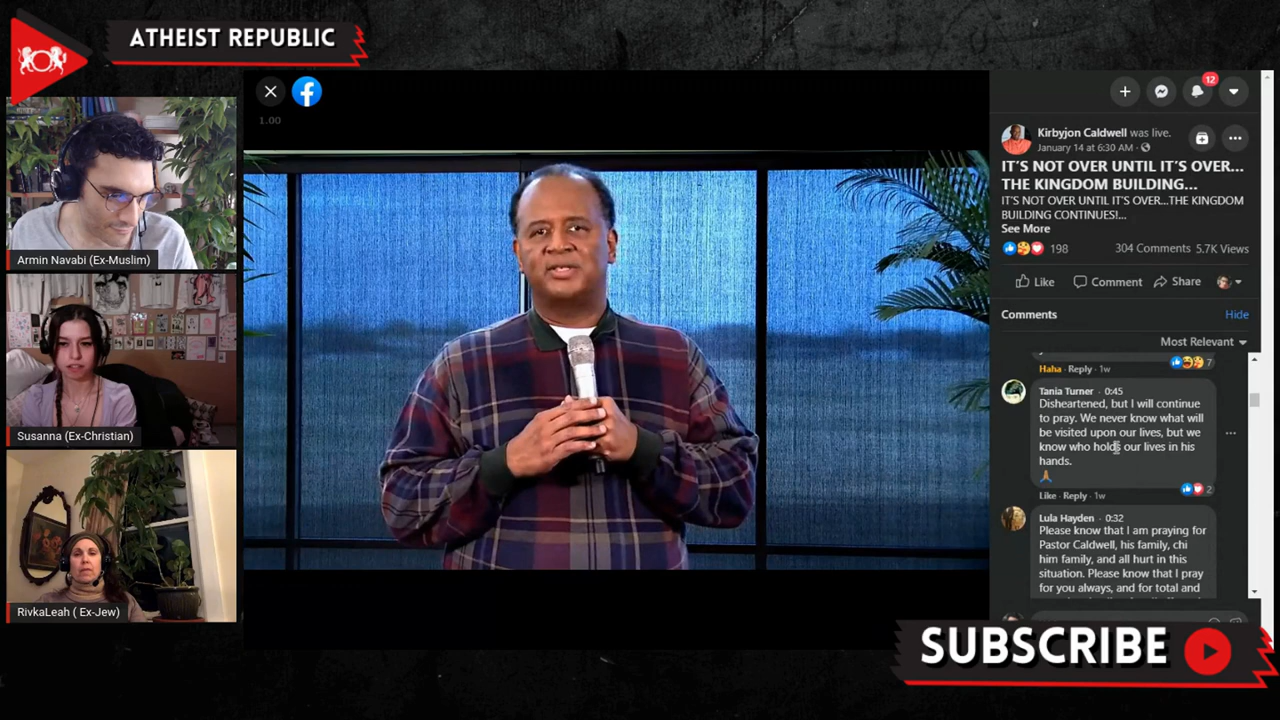 ATHEIST REPUBLIC
Armin Navabi (Ex-Muslim)
Susanna (Ex-Christian)
RivkaLeah ( Ex-Jew)
1.00
12
Kirbyjon Caldwell was live.
January 14 at 6:30 AM ·
IT'S NOT OVER UNTIL IT'S OVER...
THE KINGDOM BUILDING...
IT'S NOT OVER UNTIL IT'S OVER...THE KINGDOM
BUILDING CONTINUES!...
See More
198 304 Comments 5.7K Views
Like Comment Share
Comments Hide
Most Relevant
7
Haha · Reply · 1w
Tania Turner · 0:45
Disheartened, but I will continue
to pray. We never know what will
be visited upon our lives, but we
know who holds our lives in his
hands.
2
Like · Reply · 1w
Lula Hayden · 0:32
Please know that I am praying for
Pastor Caldwell, his family, chi
him family, and all hurt in this
situation. Please know that I pray
for you always, and for total and
SUBSCRIBE